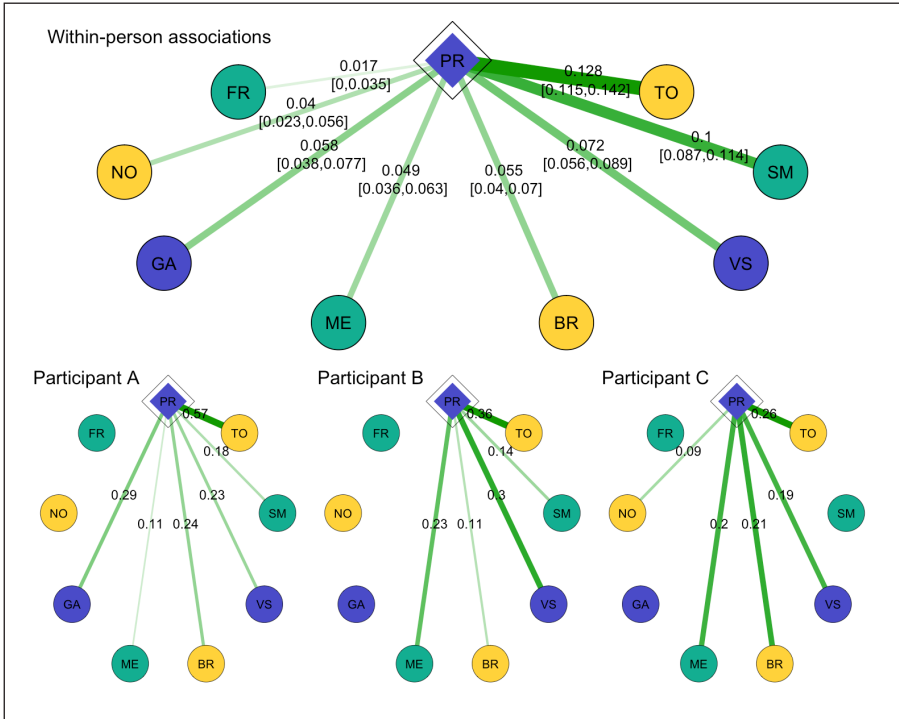 Within-person associations
PR
0.017
[0,0.035]
0.128
[0.115,0.142]
FR
TO
0.04
[0.023,0.056]
0.1
[0.087,0.114]
0.058
[0.038,0.077]
0.049
[0.036,0.063]
0.055
[0.04,0.07]
0.072
[0.056,0.089]
NO
SM
GA
VS
ME
BR
Participant A
PR
0.57
FR
TO
0.18
0.29
0.23
NO
SM
0.11
0.24
GA
VS
ME
BR
Participant B
PR
0.36
FR
TO
0.14
0.3
NO
SM
0.23
0.11
GA
VS
ME
BR
Participant C
PR
0.26
FR
TO
0.09
0.19
NO
SM
0.2
0.21
GA
VS
ME
BR